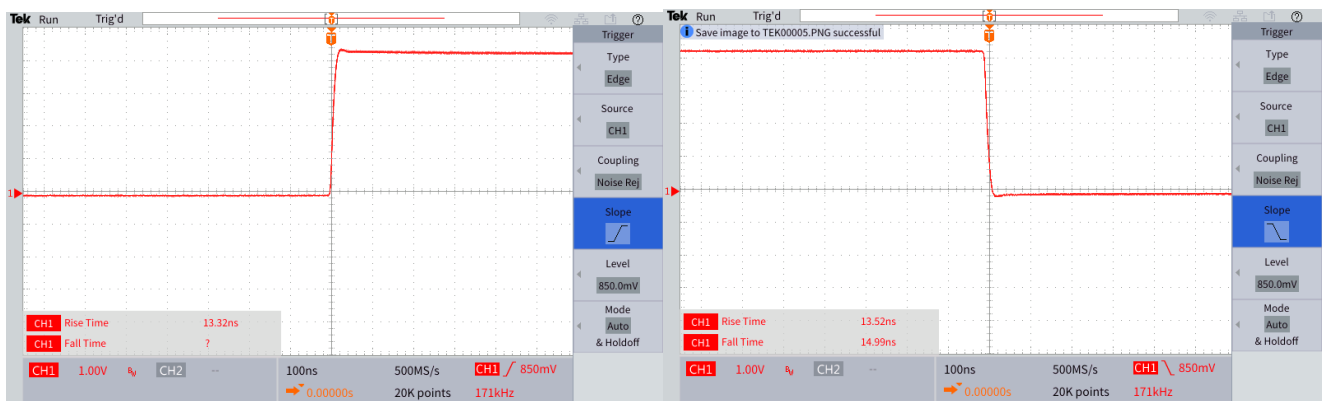 Tek Run Trig'd
Trigger
Type
Edge
Source
CH1
Coupling
Noise Rej
Slope
Level
850.0mV
Mode
Auto
& Holdoff
1
CH1 Rise Time 13.32ns
CH1 Fall Time ?
CH1 1.00V CH2 -- 100ns 500MS/s CH1 850mV
0.00000s 20K points 171kHz
Tek Run Trig'd
Save image to TEK00005.PNG successful
Trigger
Type
Edge
Source
CH1
Coupling
Noise Rej
Slope
Level
850.0mV
Mode
Auto
& Holdoff
1
CH1 Rise Time 13.52ns
CH1 Fall Time 14.99ns
CH1 1.00V CH2 -- 100ns 500MS/s CH1 850mV
0.00000s 20K points 171kHz